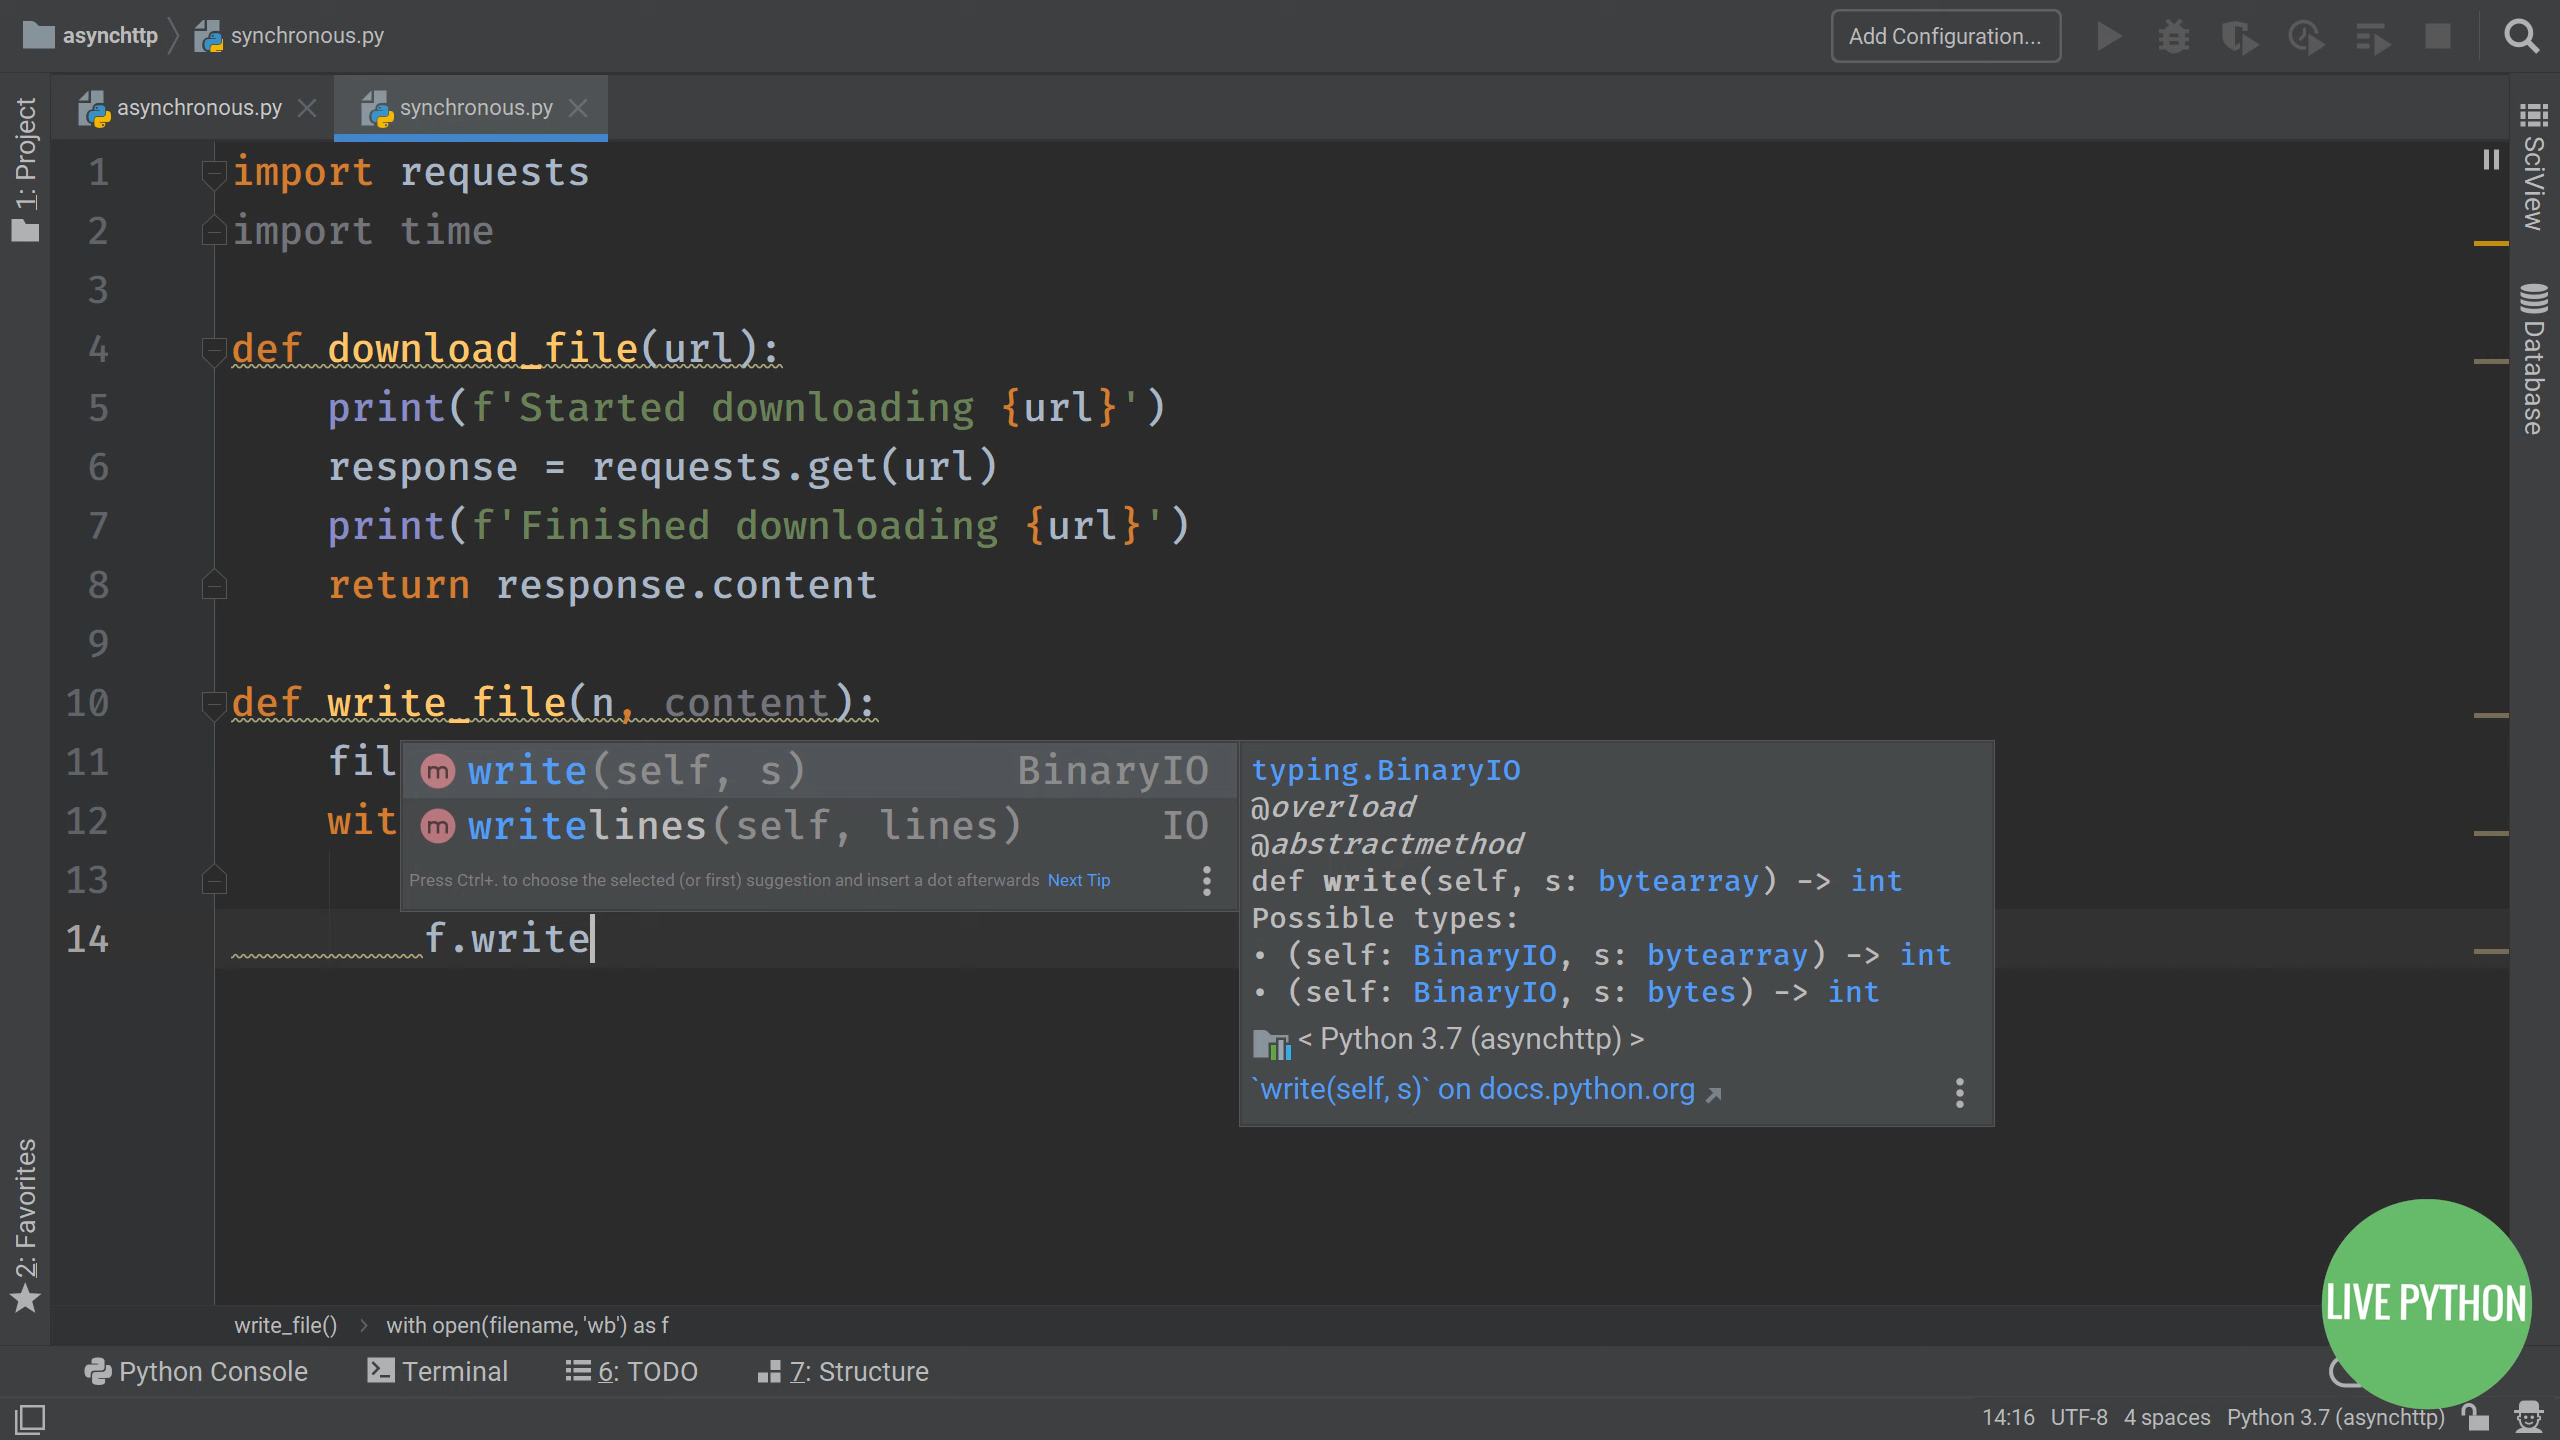 asynchttp
synchronous.py
Add Configuration...
asynchronous.py
synchronous.py
1: Project
SciView
Database
2: Favorites
1 import requests
2 import time
3
4 def download_file(url):
5 print(f'Started downloading {url}')
6 response = requests.get(url)
7 print(f'Finished downloading {url}')
8 return response.content
9
10 def write_file(n, content):
11 fil
12 wit
13
14 f.write
write(self, s) BinaryIO
writelines(self, lines) IO
Press Ctrl+. to choose the selected (or first) suggestion and insert a dot afterwards Next Tip
typing.BinaryIO
@overload
@abstractmethod
def write(self, s: bytearray) -> int
Possible types:
• (self: BinaryIO, s: bytearray) -> int
• (self: BinaryIO, s: bytes) -> int
< Python 3.7 (asynchttp) >
`write(self, s)` on docs.python.org
LIVE PYTHON
write_file() with open(filename, 'wb') as f
Python Console
Terminal
6: TODO
7: Structure
14:16 UTF-8 4 spaces Python 3.7 (asynchttp)